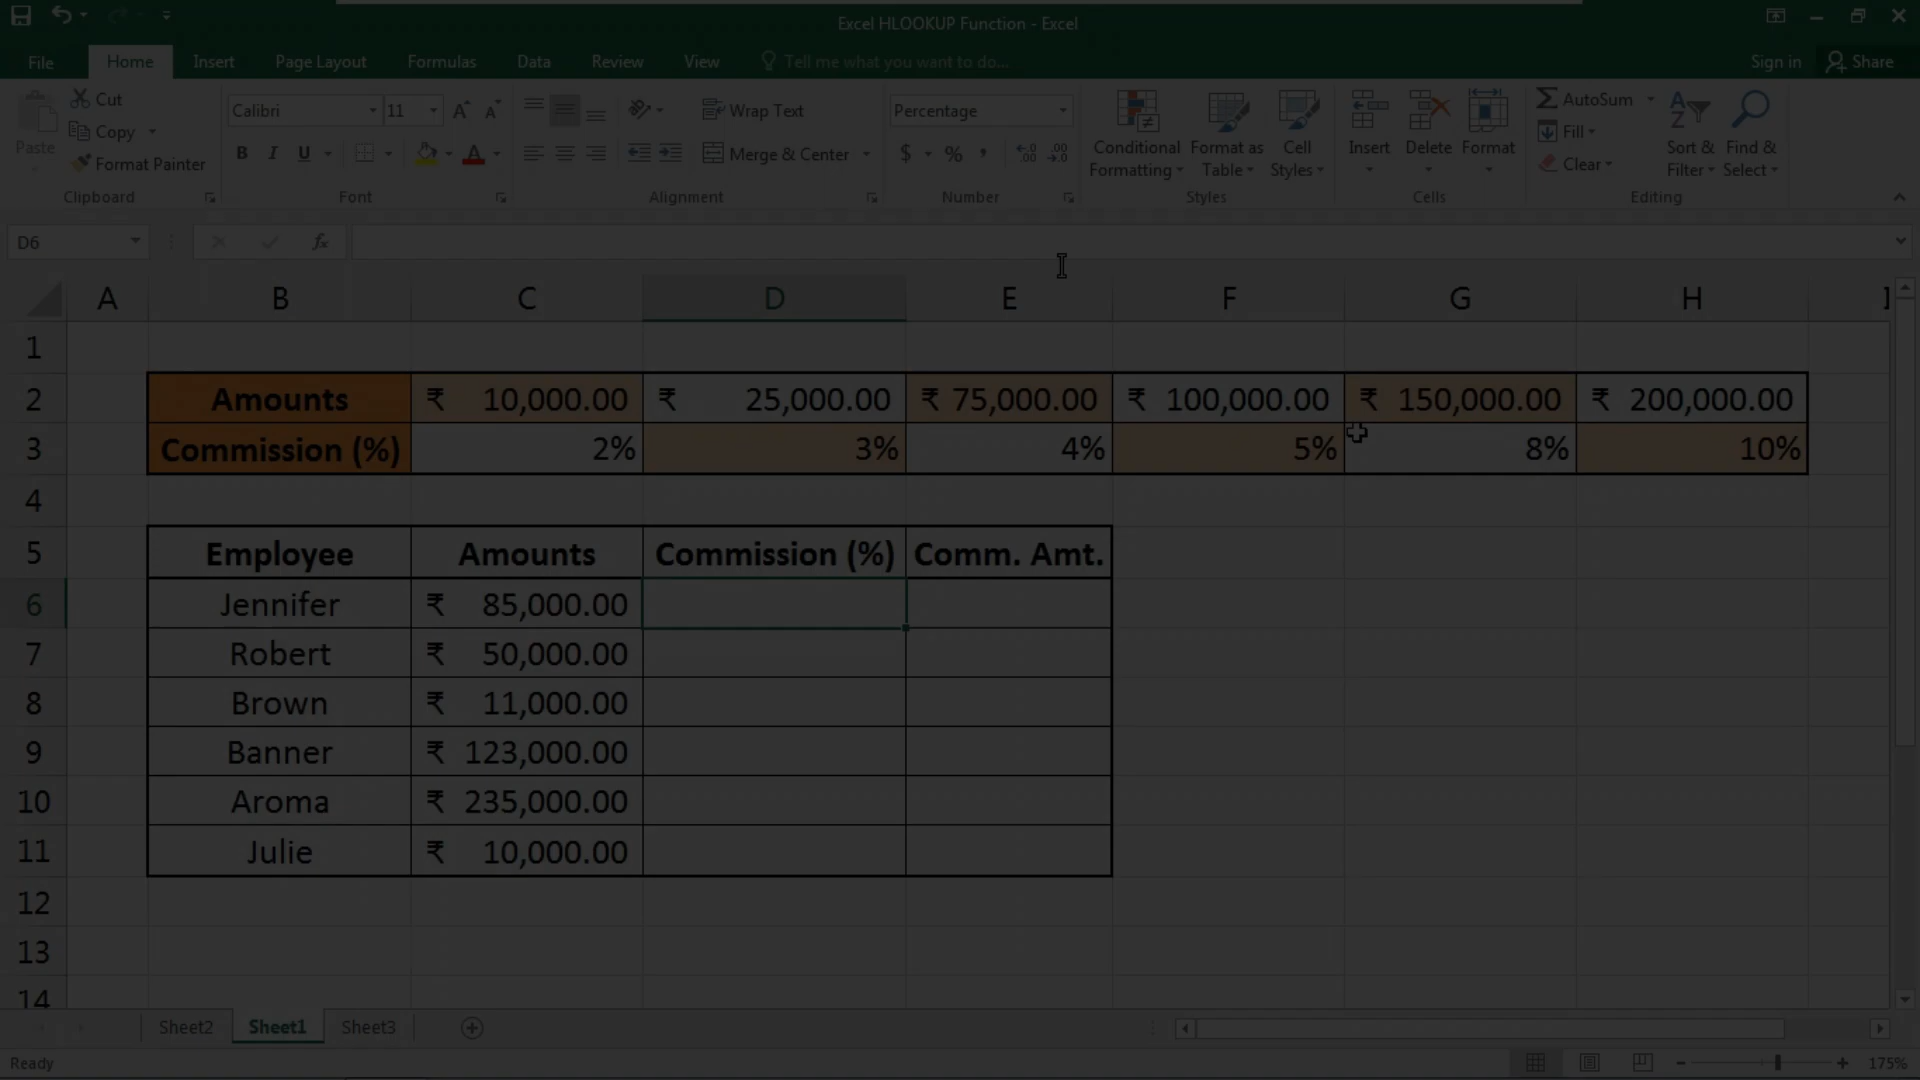 Excel HLOOKUP Function - Excel
File Home Insert Page Layout Formulas Data Review View Tell me what you want to do... Sign in Share
Paste
Cut
Copy
Format Painter
Clipboard
Calibri 11
B I U
Font
Wrap Text
Merge & Center
Alignment
Percentage
$ % ,
Number
Conditional Formatting
Format as Table
Cell Styles
Styles
Insert Delete Format
Cells
AutoSum
Fill
Clear
Sort & Filter
Find & Select
Editing
D6 fx
A B C D E F G H I
1
2 Amounts ₹ 10,000.00 ₹ 25,000.00 ₹ 75,000.00 ₹ 100,000.00 ₹ 150,000.00 ₹ 200,000.00
3 Commission (%) 2% 3% 4% 5% 8% 10%
4
5 Employee Amounts Commission (%) Comm. Amt.
6 Jennifer ₹ 85,000.00
7 Robert ₹ 50,000.00
8 Brown ₹ 11,000.00
9 Banner ₹ 123,000.00
10 Aroma ₹ 235,000.00
11 Julie ₹ 10,000.00
12
13
14
Sheet2 Sheet1 Sheet3
Ready 175%